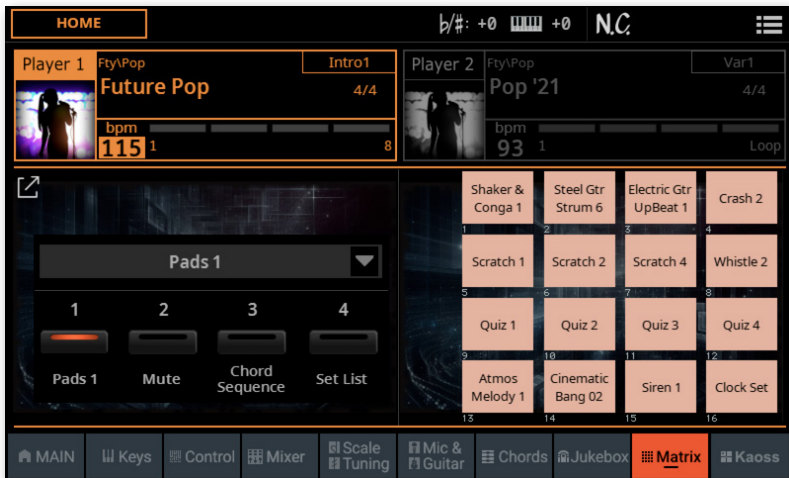 HOME
♭/#: +0 +0 N.C.
Player 1 Fty\Pop Intro1
Future Pop
4/4
bpm
115 1 8
Player 2 Fty\Pop Var1
Pop '21
4/4
bpm
93 1 Loop
Pads 1
1 2 3 4
Pads 1 Mute Chord Sequence Set List
Shaker & Conga 1
1
Steel Gtr Strum 6
2
Electric Gtr UpBeat 1
3
Crash 2
4
Scratch 1
5
Scratch 2
6
Scratch 4
7
Whistle 2
8
Quiz 1
9
Quiz 2
10
Quiz 3
11
Quiz 4
12
Atmos Melody 1
13
Cinematic Bang 02
14
Siren 1
15
Clock Set
16
MAIN Keys Control Mixer Scale Tuning Mic & Guitar Chords Jukebox Matrix Kaoss